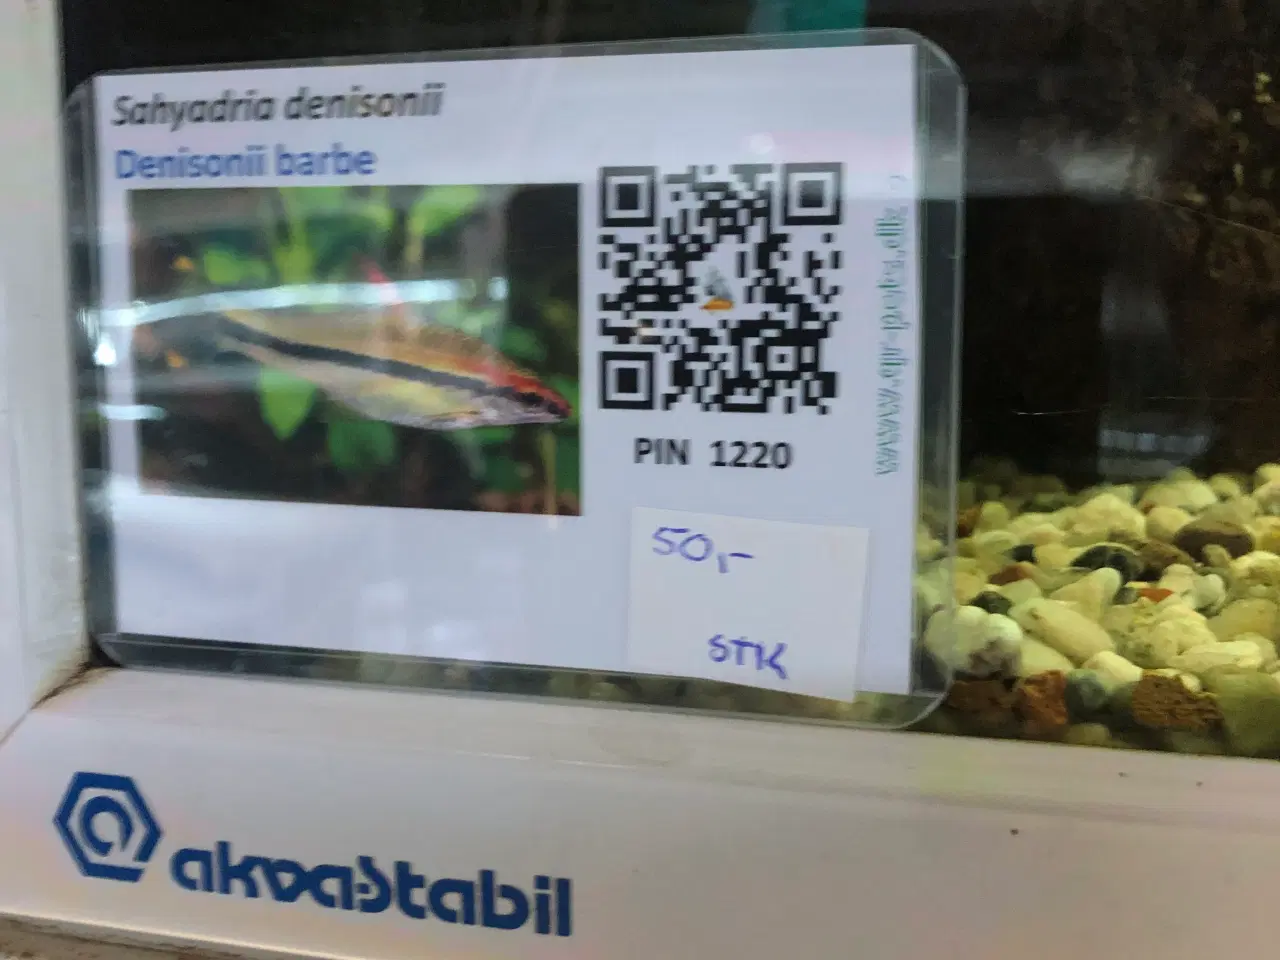 Sahyadria denisonii
Denisonii barbe
PIN 1220
50,-
STK
akvastabil